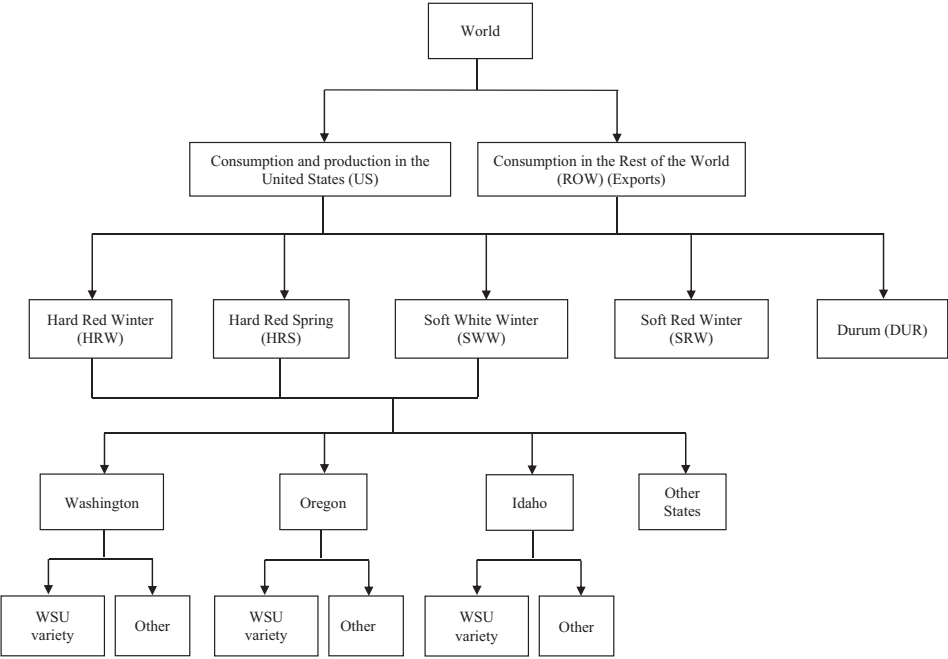 World
Consumption and production in the
United States (US)
Consumption in the Rest of the World
(ROW) (Exports)
Hard Red Winter
(HRW)
Hard Red Spring
(HRS)
Soft White Winter
(SWW)
Soft Red Winter
(SRW)
Durum (DUR)
Washington
Oregon
Idaho
Other
States
WSU
variety
Other
WSU
variety
Other
WSU
variety
Other